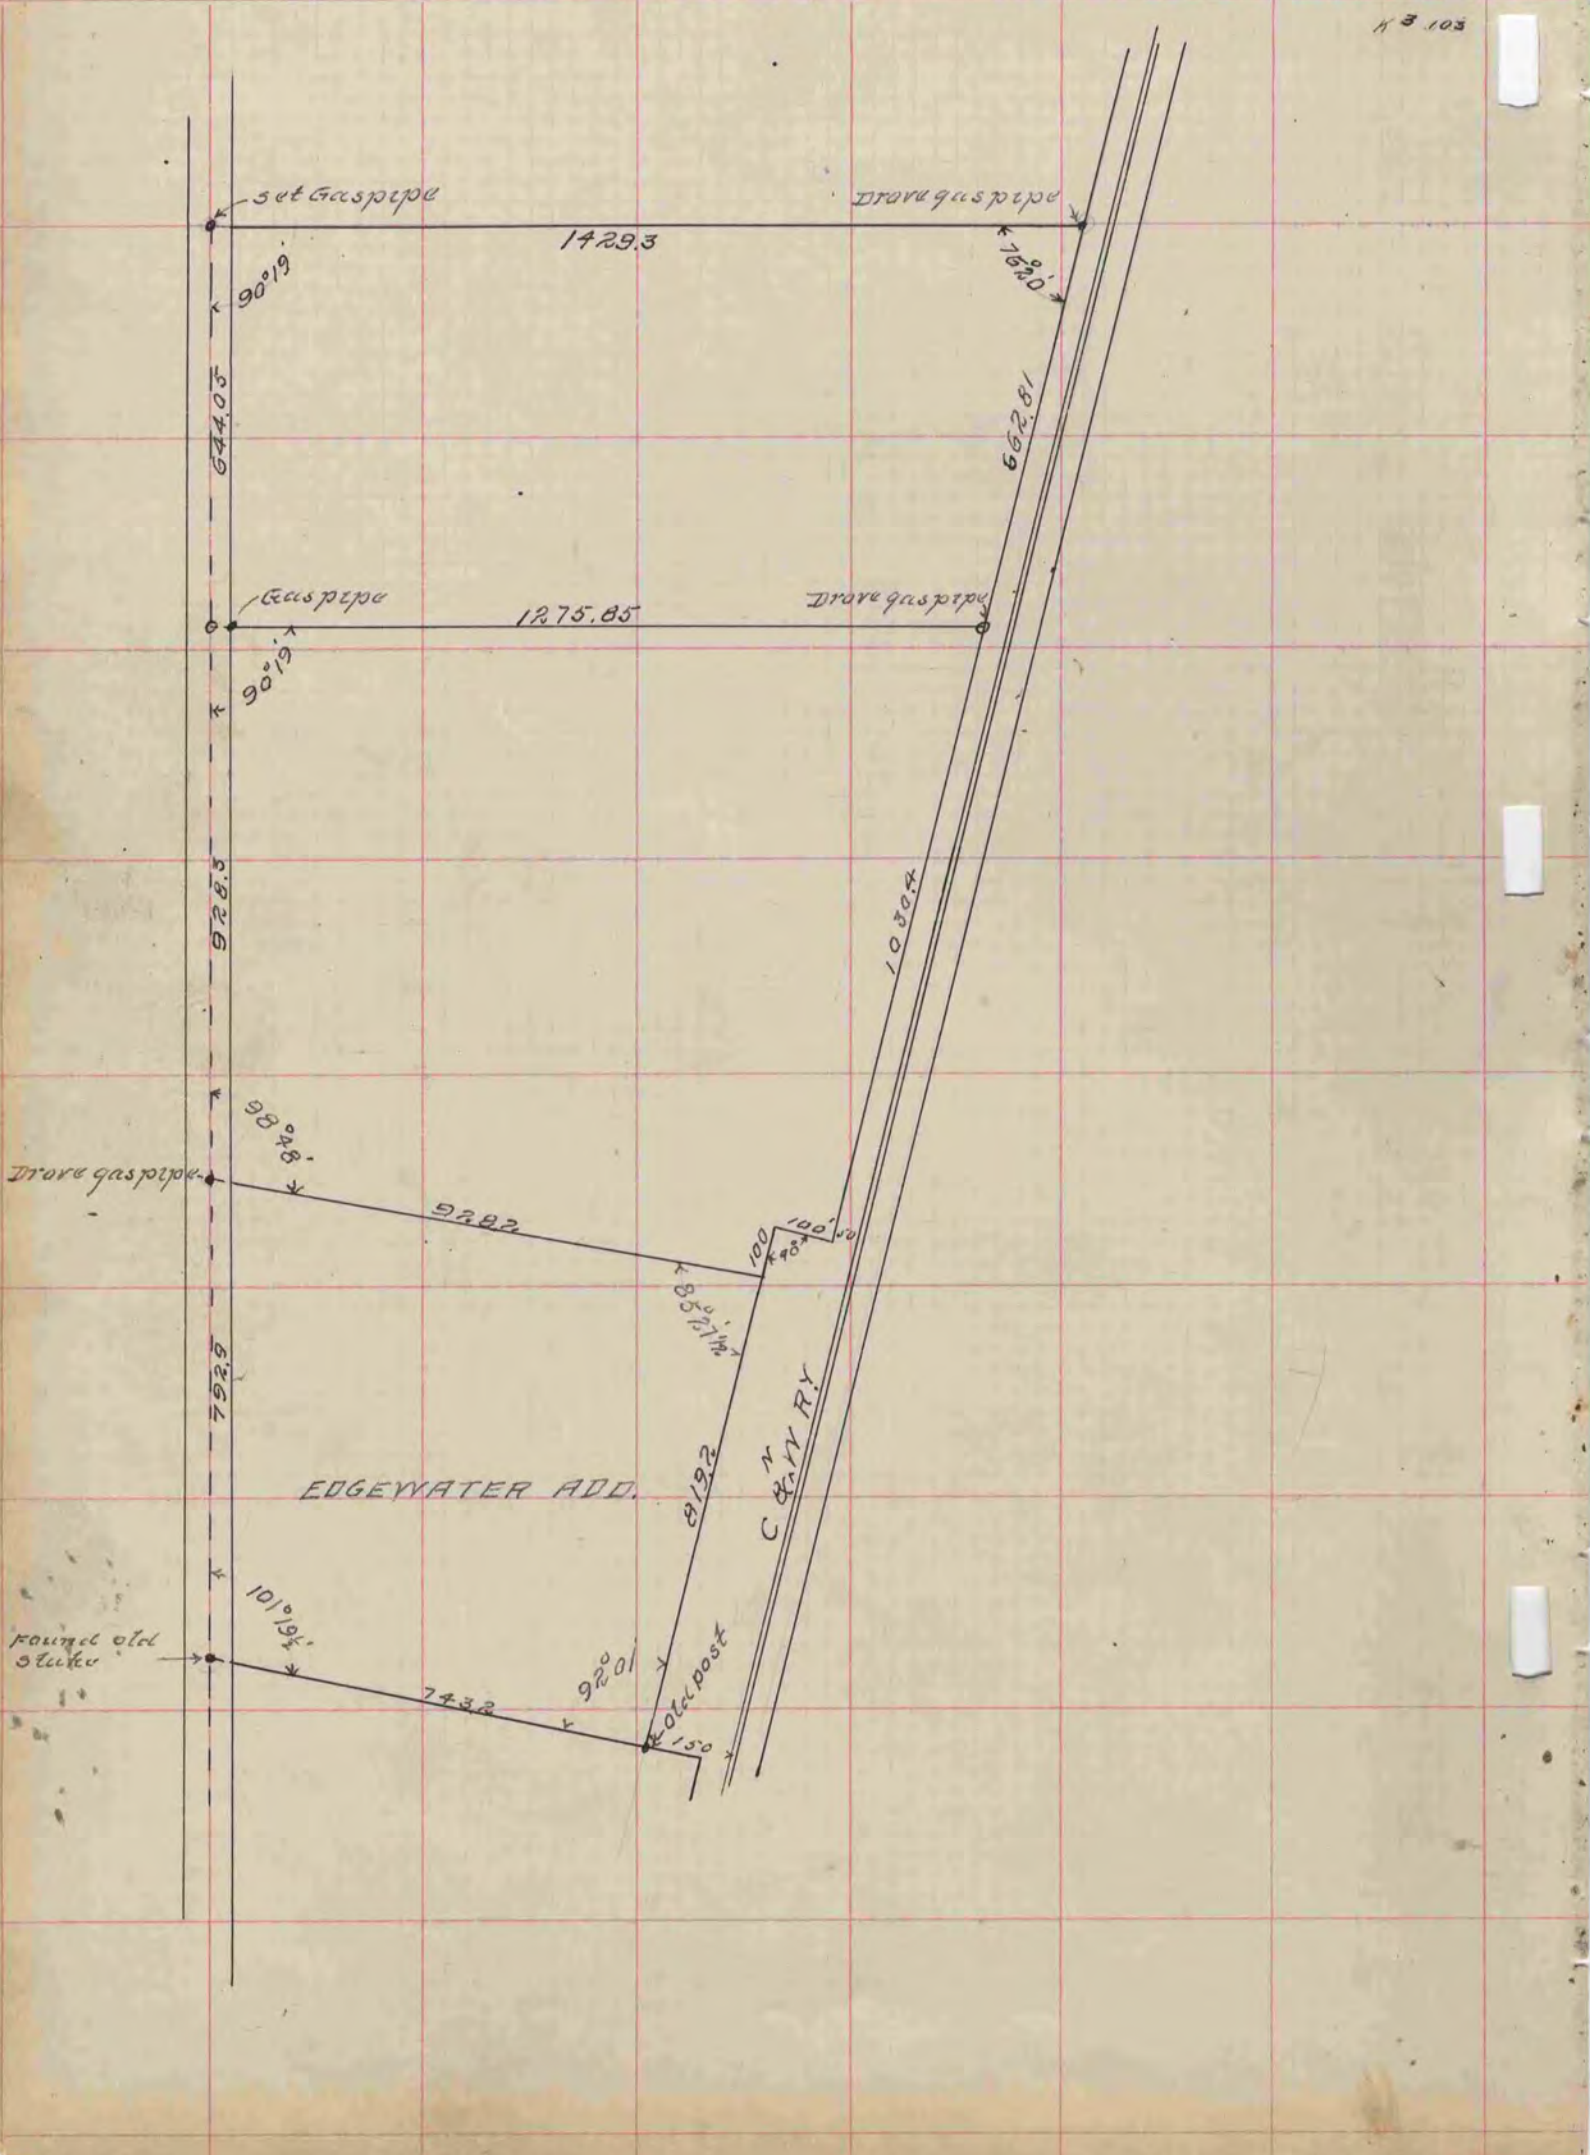 K 3 103
set Gaspipe
Drove gaspipe
1429.3
90°19'
76°20'
644.05
662.81
Gaspipe
1275.85
Drove gaspipe
90°19'
928.5
1030.4
98°48'
Drove gaspipe
928.2
100
100'
50
98°
85°27½'
792.9
819.2
C & N W RY
EDGEWATER ADD.
101°19½'
Found old
stake
92°01'
old post
743.2
150